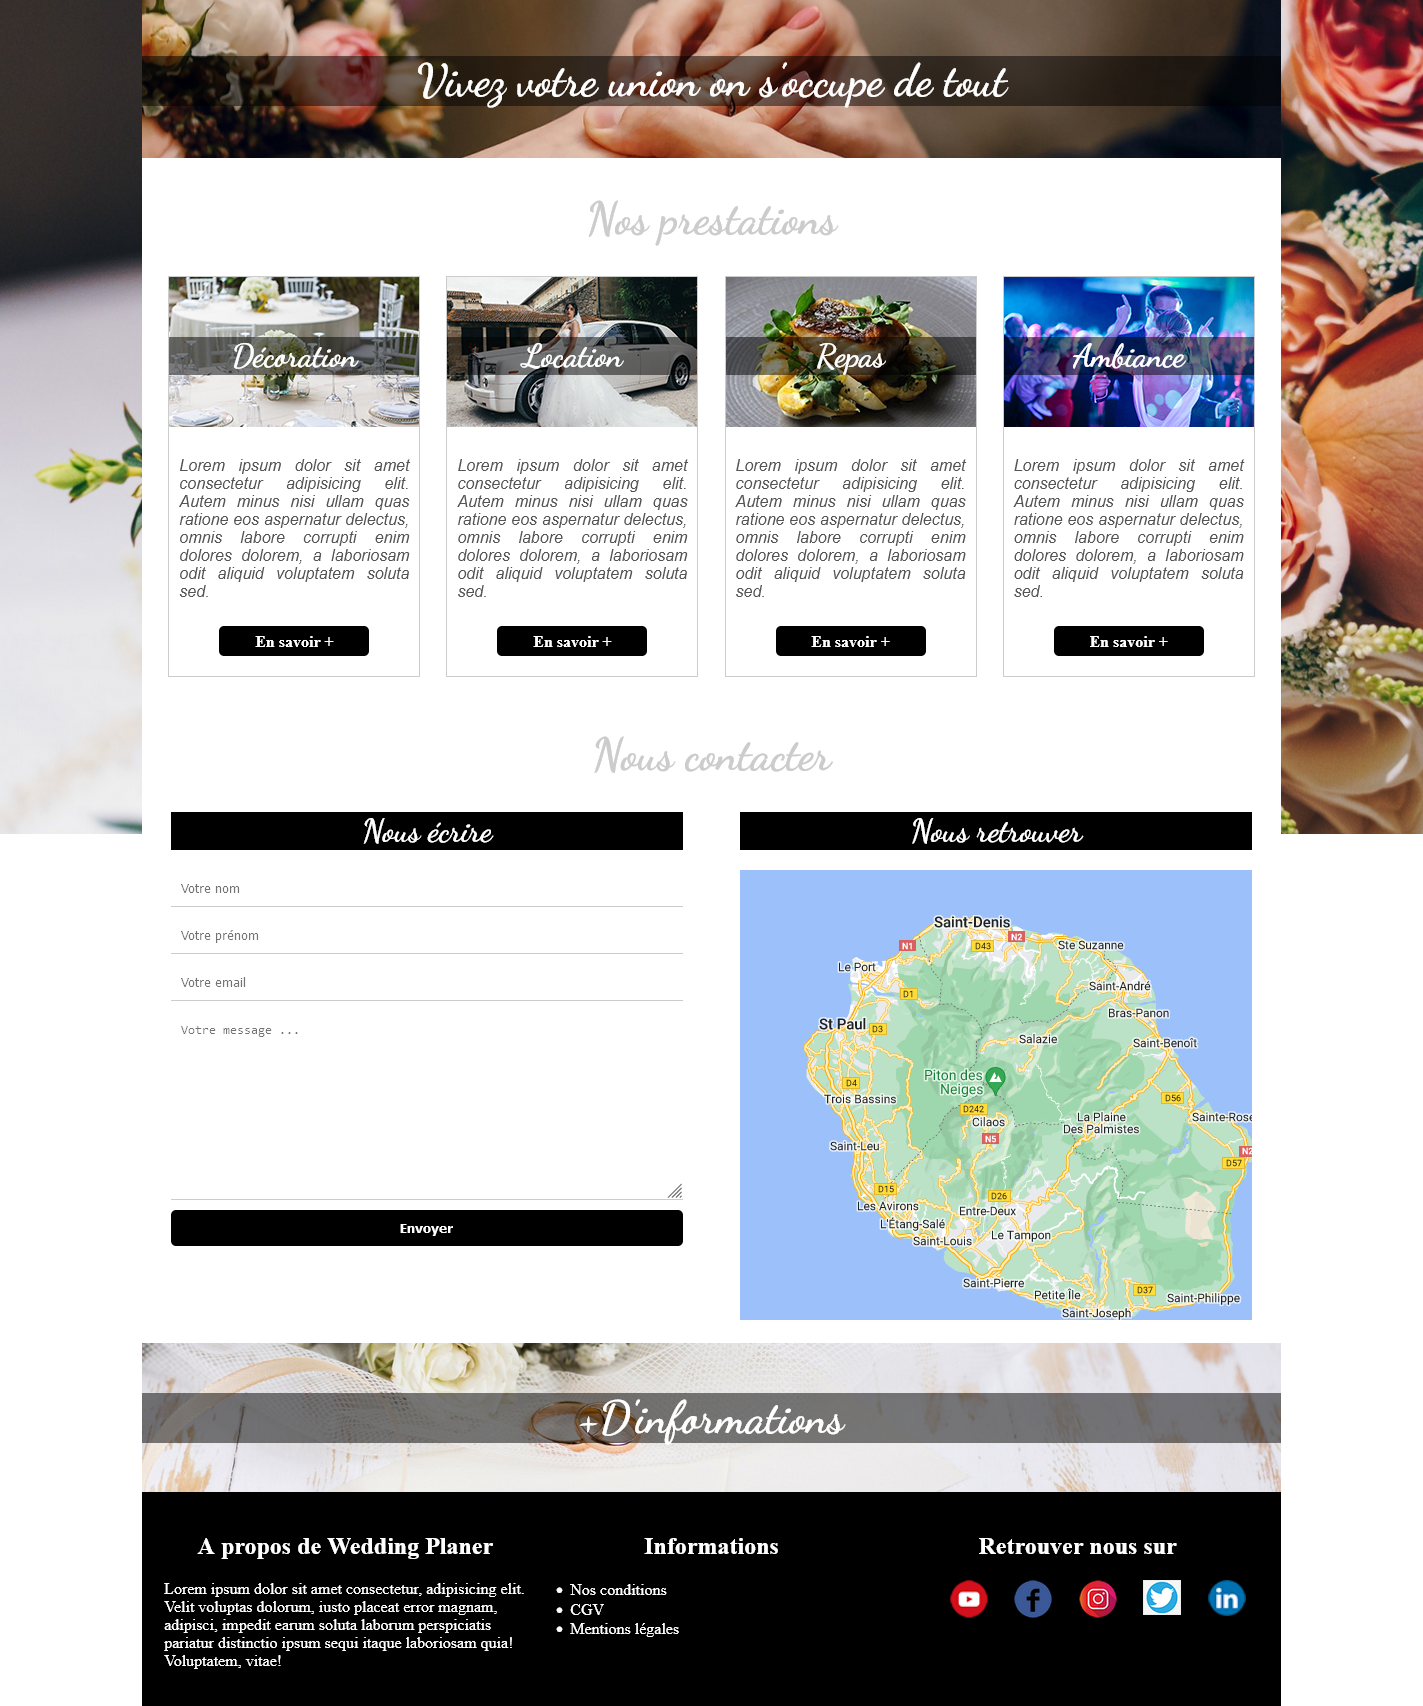 Vivez votre union on s'occupe de tout
Nos prestations
Décoration
Lorem ipsum dolor sit amet
consectetur adipisicing elit.
Autem minus nisi ullam quas
ratione eos aspernatur delectus,
omnis labore corrupti enim
dolores dolorem, a laboriosam
odit aliquid voluptatem soluta
sed.
En savoir +
Location
Lorem ipsum dolor sit amet
consectetur adipisicing elit.
Autem minus nisi ullam quas
ratione eos aspernatur delectus,
omnis labore corrupti enim
dolores dolorem, a laboriosam
odit aliquid voluptatem soluta
sed.
En savoir +
Repas
Lorem ipsum dolor sit amet
consectetur adipisicing elit.
Autem minus nisi ullam quas
ratione eos aspernatur delectus,
omnis labore corrupti enim
dolores dolorem, a laboriosam
odit aliquid voluptatem soluta
sed.
En savoir +
Ambiance
Lorem ipsum dolor sit amet
consectetur adipisicing elit.
Autem minus nisi ullam quas
ratione eos aspernatur delectus,
omnis labore corrupti enim
dolores dolorem, a laboriosam
odit aliquid voluptatem soluta
sed.
En savoir +
Nous contacter
Nous écrire
Votre nom
Votre prénom
Votre email
Votre message ...
Envoyer
Nous retrouver
Saint-Denis
N2
N1
D43
Ste Suzanne
Le Port
Saint-André
D1
Bras-Panon
St Paul
D3
Salazie
Saint-Benoît
Piton des
Neiges
D4
Trois Bassins
D56
D242
Cilaos
La Plaine
Des Palmistes
Sainte-Rose
N5
Saint-Leu
N2
D57
D15
D26
Les Avirons
Entre-Deux
L'Étang-Salé
Saint-Louis
Le Tampon
Saint-Pierre
D37
Petite Île
Saint-Philippe
Saint-Joseph
+D'informations
A propos de Wedding Planer
Lorem ipsum dolor sit amet consectetur, adipisicing elit.
Velit voluptas dolorum, iusto placeat error magnam,
adipisci, impedit earum soluta laborum perspiciatis
pariatur distinctio ipsum sequi itaque laboriosam quia!
Voluptatem, vitae!
Informations
Nos conditions
CGV
Mentions légales
Retrouver nous sur